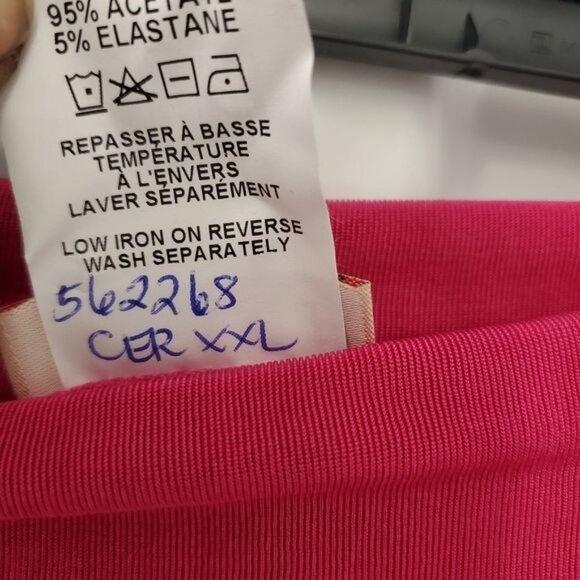 95% ACETATE
5% ELASTANE
REPASSER À BASSE
TEMPÉRATURE
À L'ENVERS
LAVER SÉPARÉMENT
LOW IRON ON REVERSE
WASH SEPARATELY
562268
CER XXL